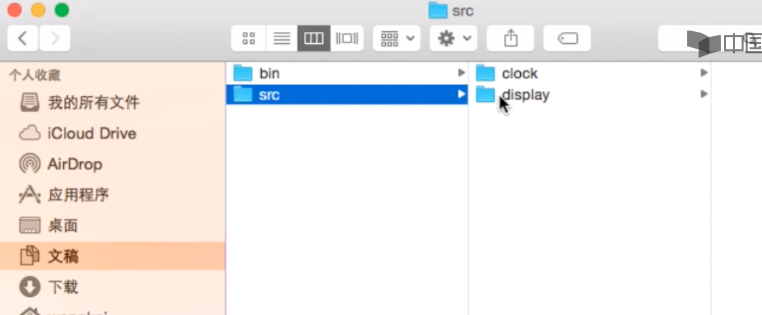 src
中国
个人收藏
我的所有文件
iCloud Drive
AirDrop
应用程序
桌面
文稿
下载
bin
src
clock
display